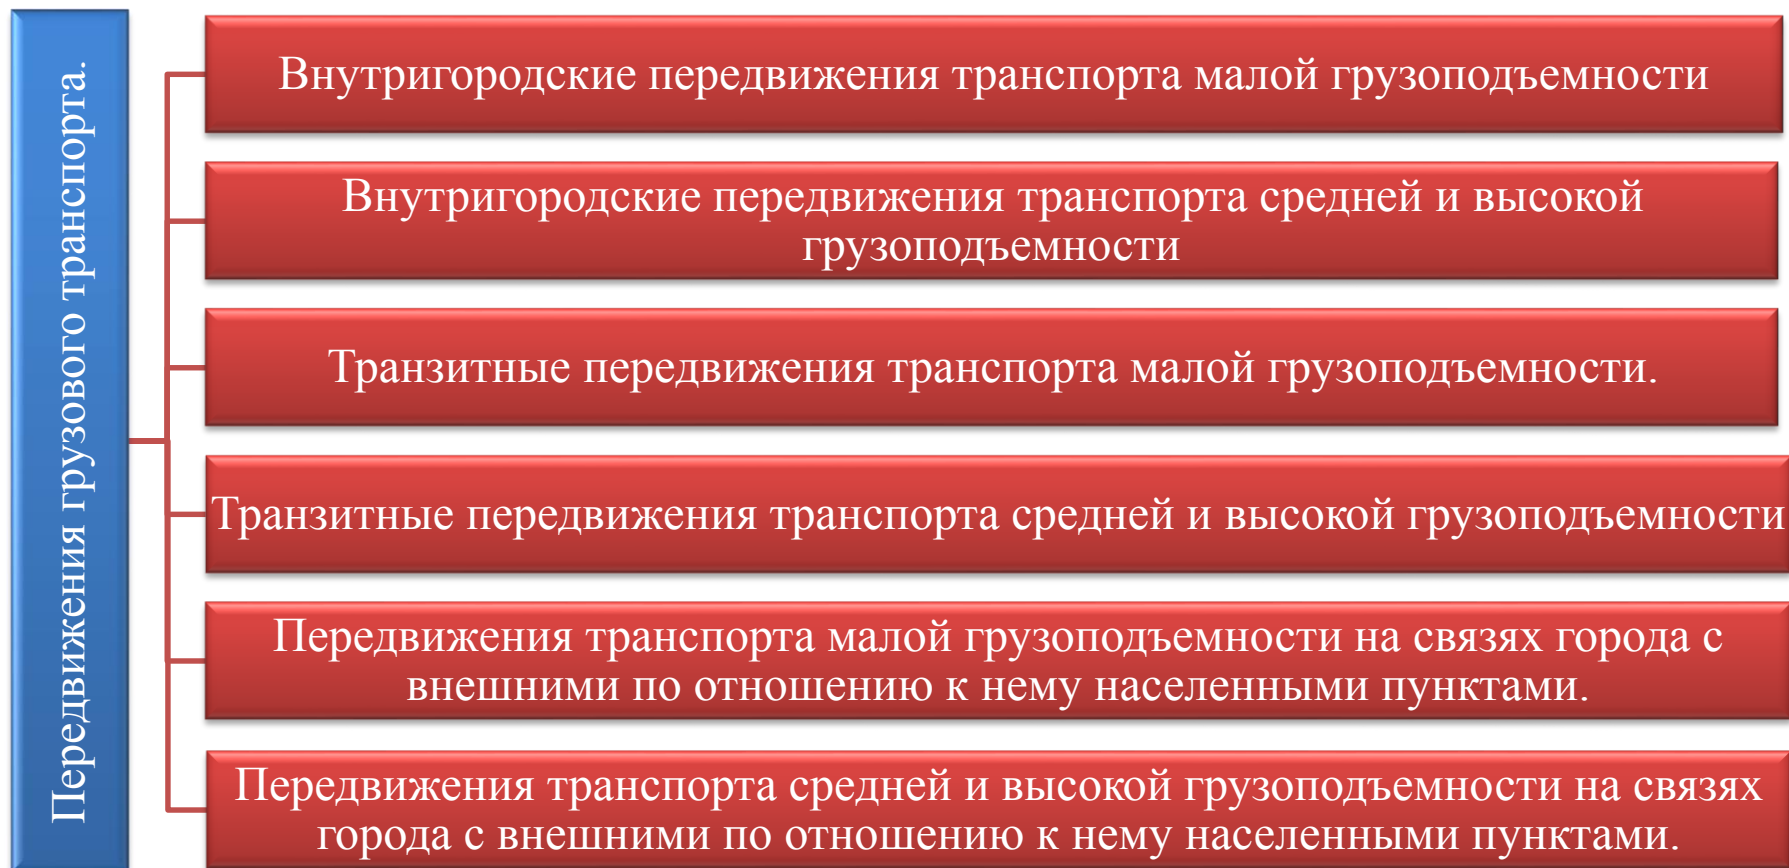 Передвижения грузового транспорта.
Внутригородские передвижения транспорта малой грузоподъемности
Внутригородские передвижения транспорта средней и высокой
грузоподъемности
Транзитные передвижения транспорта малой грузоподъемности.
Транзитные передвижения транспорта средней и высокой грузоподъемности
Передвижения транспорта малой грузоподъемности на связях города с
внешними по отношению к нему населенными пунктами.
Передвижения транспорта средней и высокой грузоподъемности на связях
города с внешними по отношению к нему населенными пунктами.